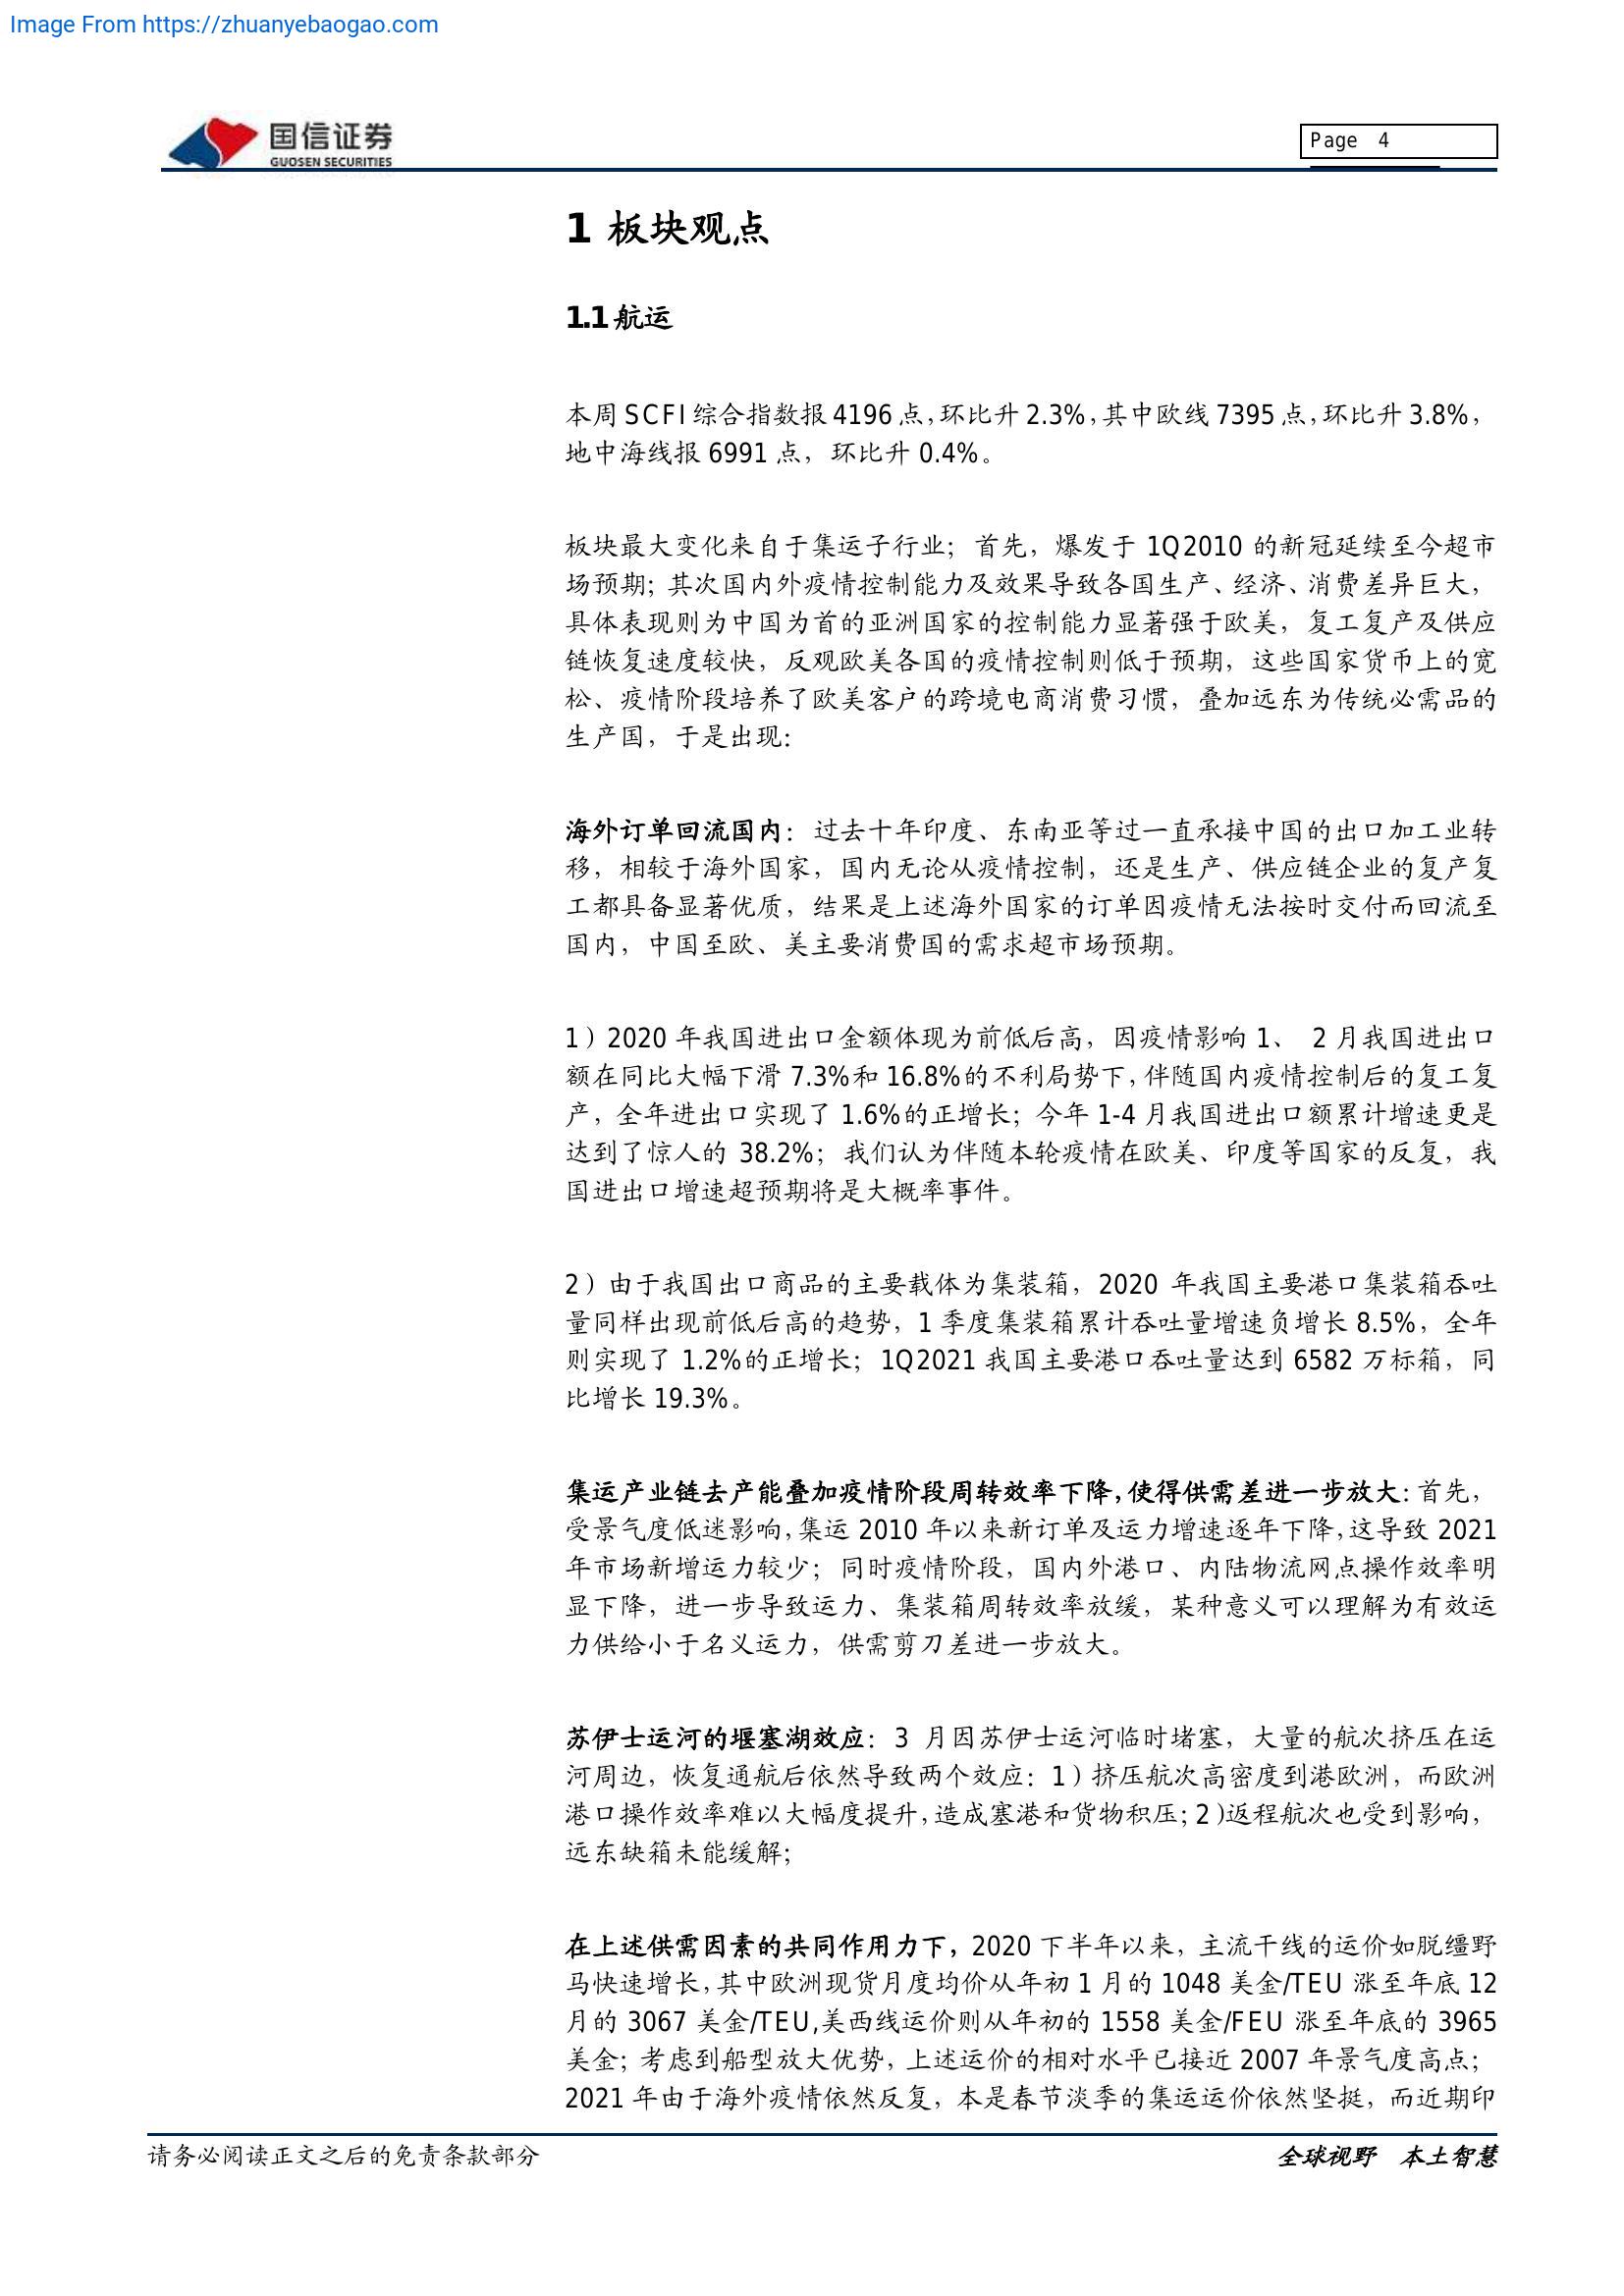 Image From https://zhuanyebaogao.com
国信证券
GUOSEN SECURITIES
Page 4
1 板块观点
1.1 航运
本周 SCFI 综合指数报 4196 点，环比升 2.3%，其中欧线 7395 点，环比升 3.8%，
地中海线报 6991 点，环比升 0.4%。
板块最大变化来自于集运子行业；首先，爆发于 1Q2010 的新冠延续至今超市
场预期；其次国内外疫情控制能力及效果导致各国生产、经济、消费差异巨大，
具体表现则为中国为首的亚洲国家的控制能力显著强于欧美，复工复产及供应
链恢复速度较快，反观欧美各国的疫情控制则低于预期，这些国家货币上的宽
松、疫情阶段培养了欧美客户的跨境电商消费习惯，叠加远东为传统必需品的
生产国，于是出现：
海外订单回流国内：过去十年印度、东南亚等过一直承接中国的出口加工业转
移，相较于海外国家，国内无论从疫情控制，还是生产、供应链企业的复产复
工都具备显著优质，结果是上述海外国家的订单因疫情无法按时交付而回流至
国内，中国至欧、美主要消费国的需求超市场预期。
1）2020 年我国进出口金额体现为前低后高，因疫情影响 1、 2 月我国进出口
额在同比大幅下滑 7.3%和 16.8%的不利局势下，伴随国内疫情控制后的复工复
产，全年进出口实现了 1.6%的正增长；今年 1-4 月我国进出口额累计增速更是
达到了惊人的 38.2%；我们认为伴随本轮疫情在欧美、印度等国家的反复，我
国进出口增速超预期将是大概率事件。
2）由于我国出口商品的主要载体为集装箱，2020 年我国主要港口集装箱吞吐
量同样出现前低后高的趋势，1 季度集装箱累计吞吐量增速负增长 8.5%，全年
则实现了 1.2%的正增长；1Q2021 我国主要港口吞吐量达到 6582 万标箱，同
比增长 19.3%。
集运产业链去产能叠加疫情阶段周转效率下降，使得供需差进一步放大：首先，
受景气度低迷影响，集运 2010 年以来新订单及运力增速逐年下降，这导致 2021
年市场新增运力较少；同时疫情阶段，国内外港口、内陆物流网点操作效率明
显下降，进一步导致运力、集装箱周转效率放缓，某种意义可以理解为有效运
力供给小于名义运力，供需剪刀差进一步放大。
苏伊士运河的堰塞湖效应：3 月因苏伊士运河临时堵塞，大量的航次挤压在运
河周边，恢复通航后依然导致两个效应：1）挤压航次高密度到港欧洲，而欧洲
港口操作效率难以大幅度提升，造成塞港和货物积压；2）返程航次也受到影响，
远东缺箱未能缓解；
在上述供需因素的共同作用力下，2020 下半年以来，主流干线的运价如脱缰野
马快速增长，其中欧洲现货月度均价从年初 1 月的 1048 美金/TEU 涨至年底 12
月的 3067 美金/TEU,美西线运价则从年初的 1558 美金/FEU 涨至年底的 3965
美金；考虑到船型放大优势，上述运价的相对水平已接近 2007 年景气度高点；
2021 年由于海外疫情依然反复，本是春节淡季的集运运价依然坚挺，而近期印
请务必阅读正文之后的免责条款部分
全球视野 本土智慧